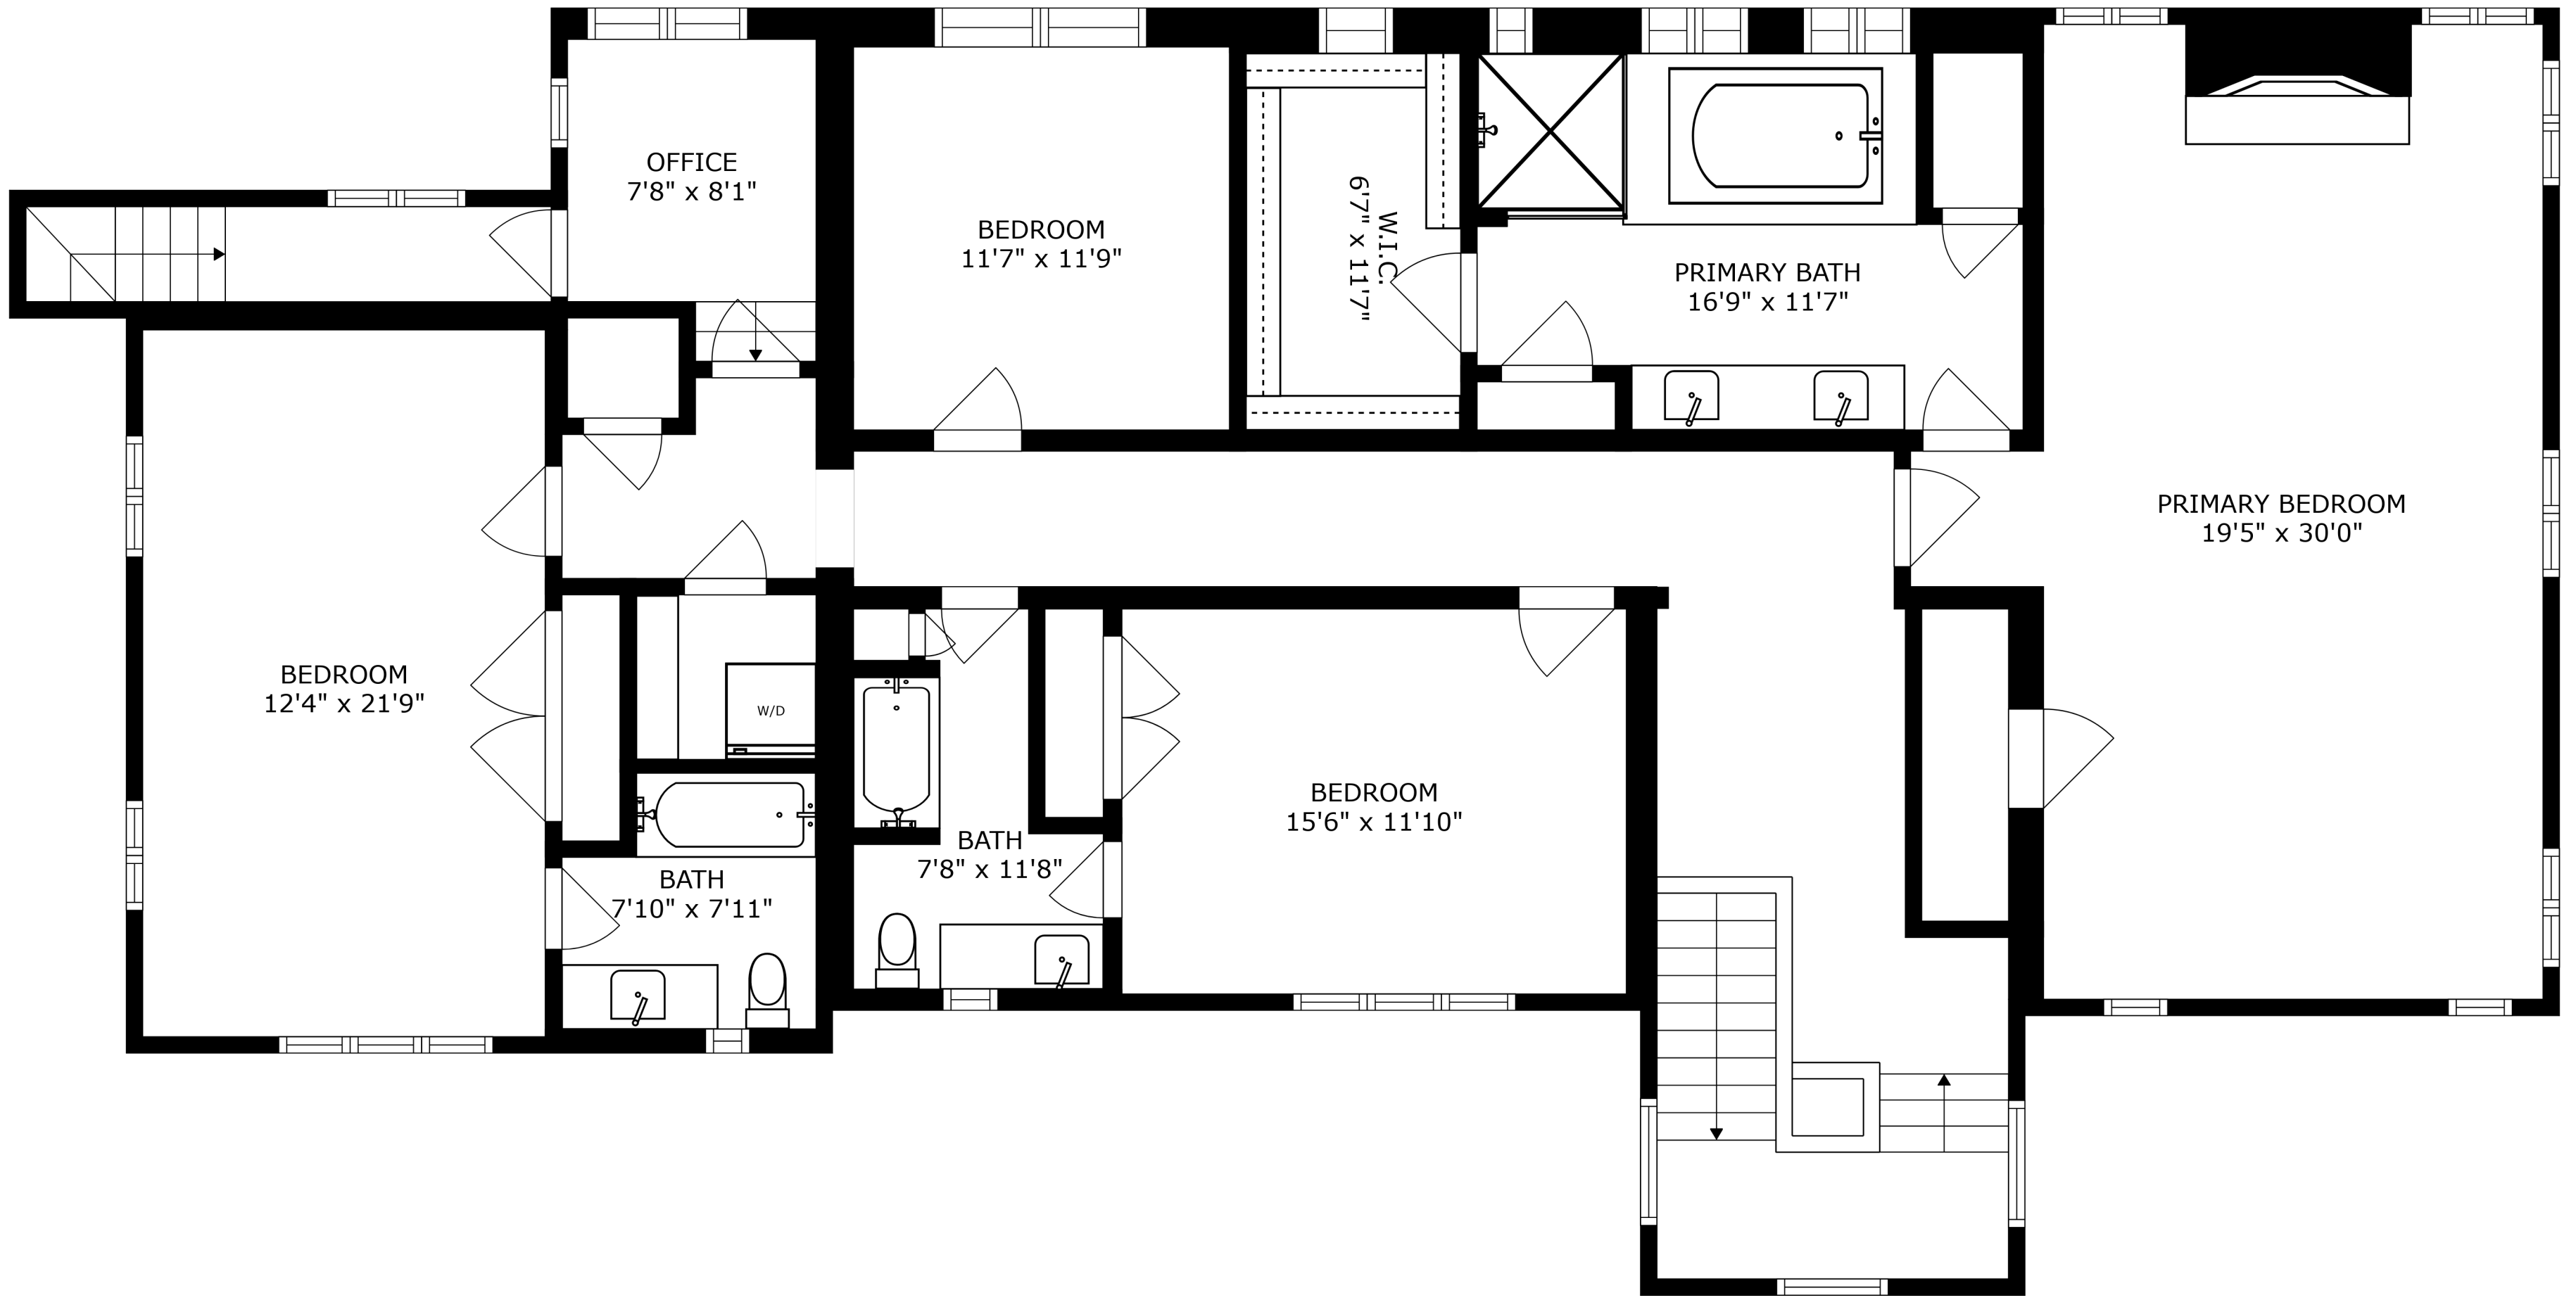 OFFICE
7'8" x 8'1"
BEDROOM
11'7" x 11'9"
W.I.C.
6'7" x 11'7"
PRIMARY BATH
16'9" x 11'7"
PRIMARY BEDROOM
19'5" x 30'0"
BEDROOM
12'4" x 21'9"
W/D
BATH
7'10" x 7'11"
BATH
7'8" x 11'8"
BEDROOM
15'6" x 11'10"